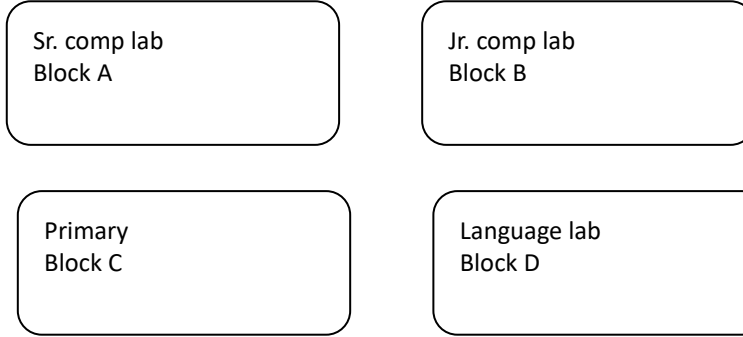 Sr. comp lab
Block A
Jr. comp lab
Block B
Primary
Block C
Language lab
Block D